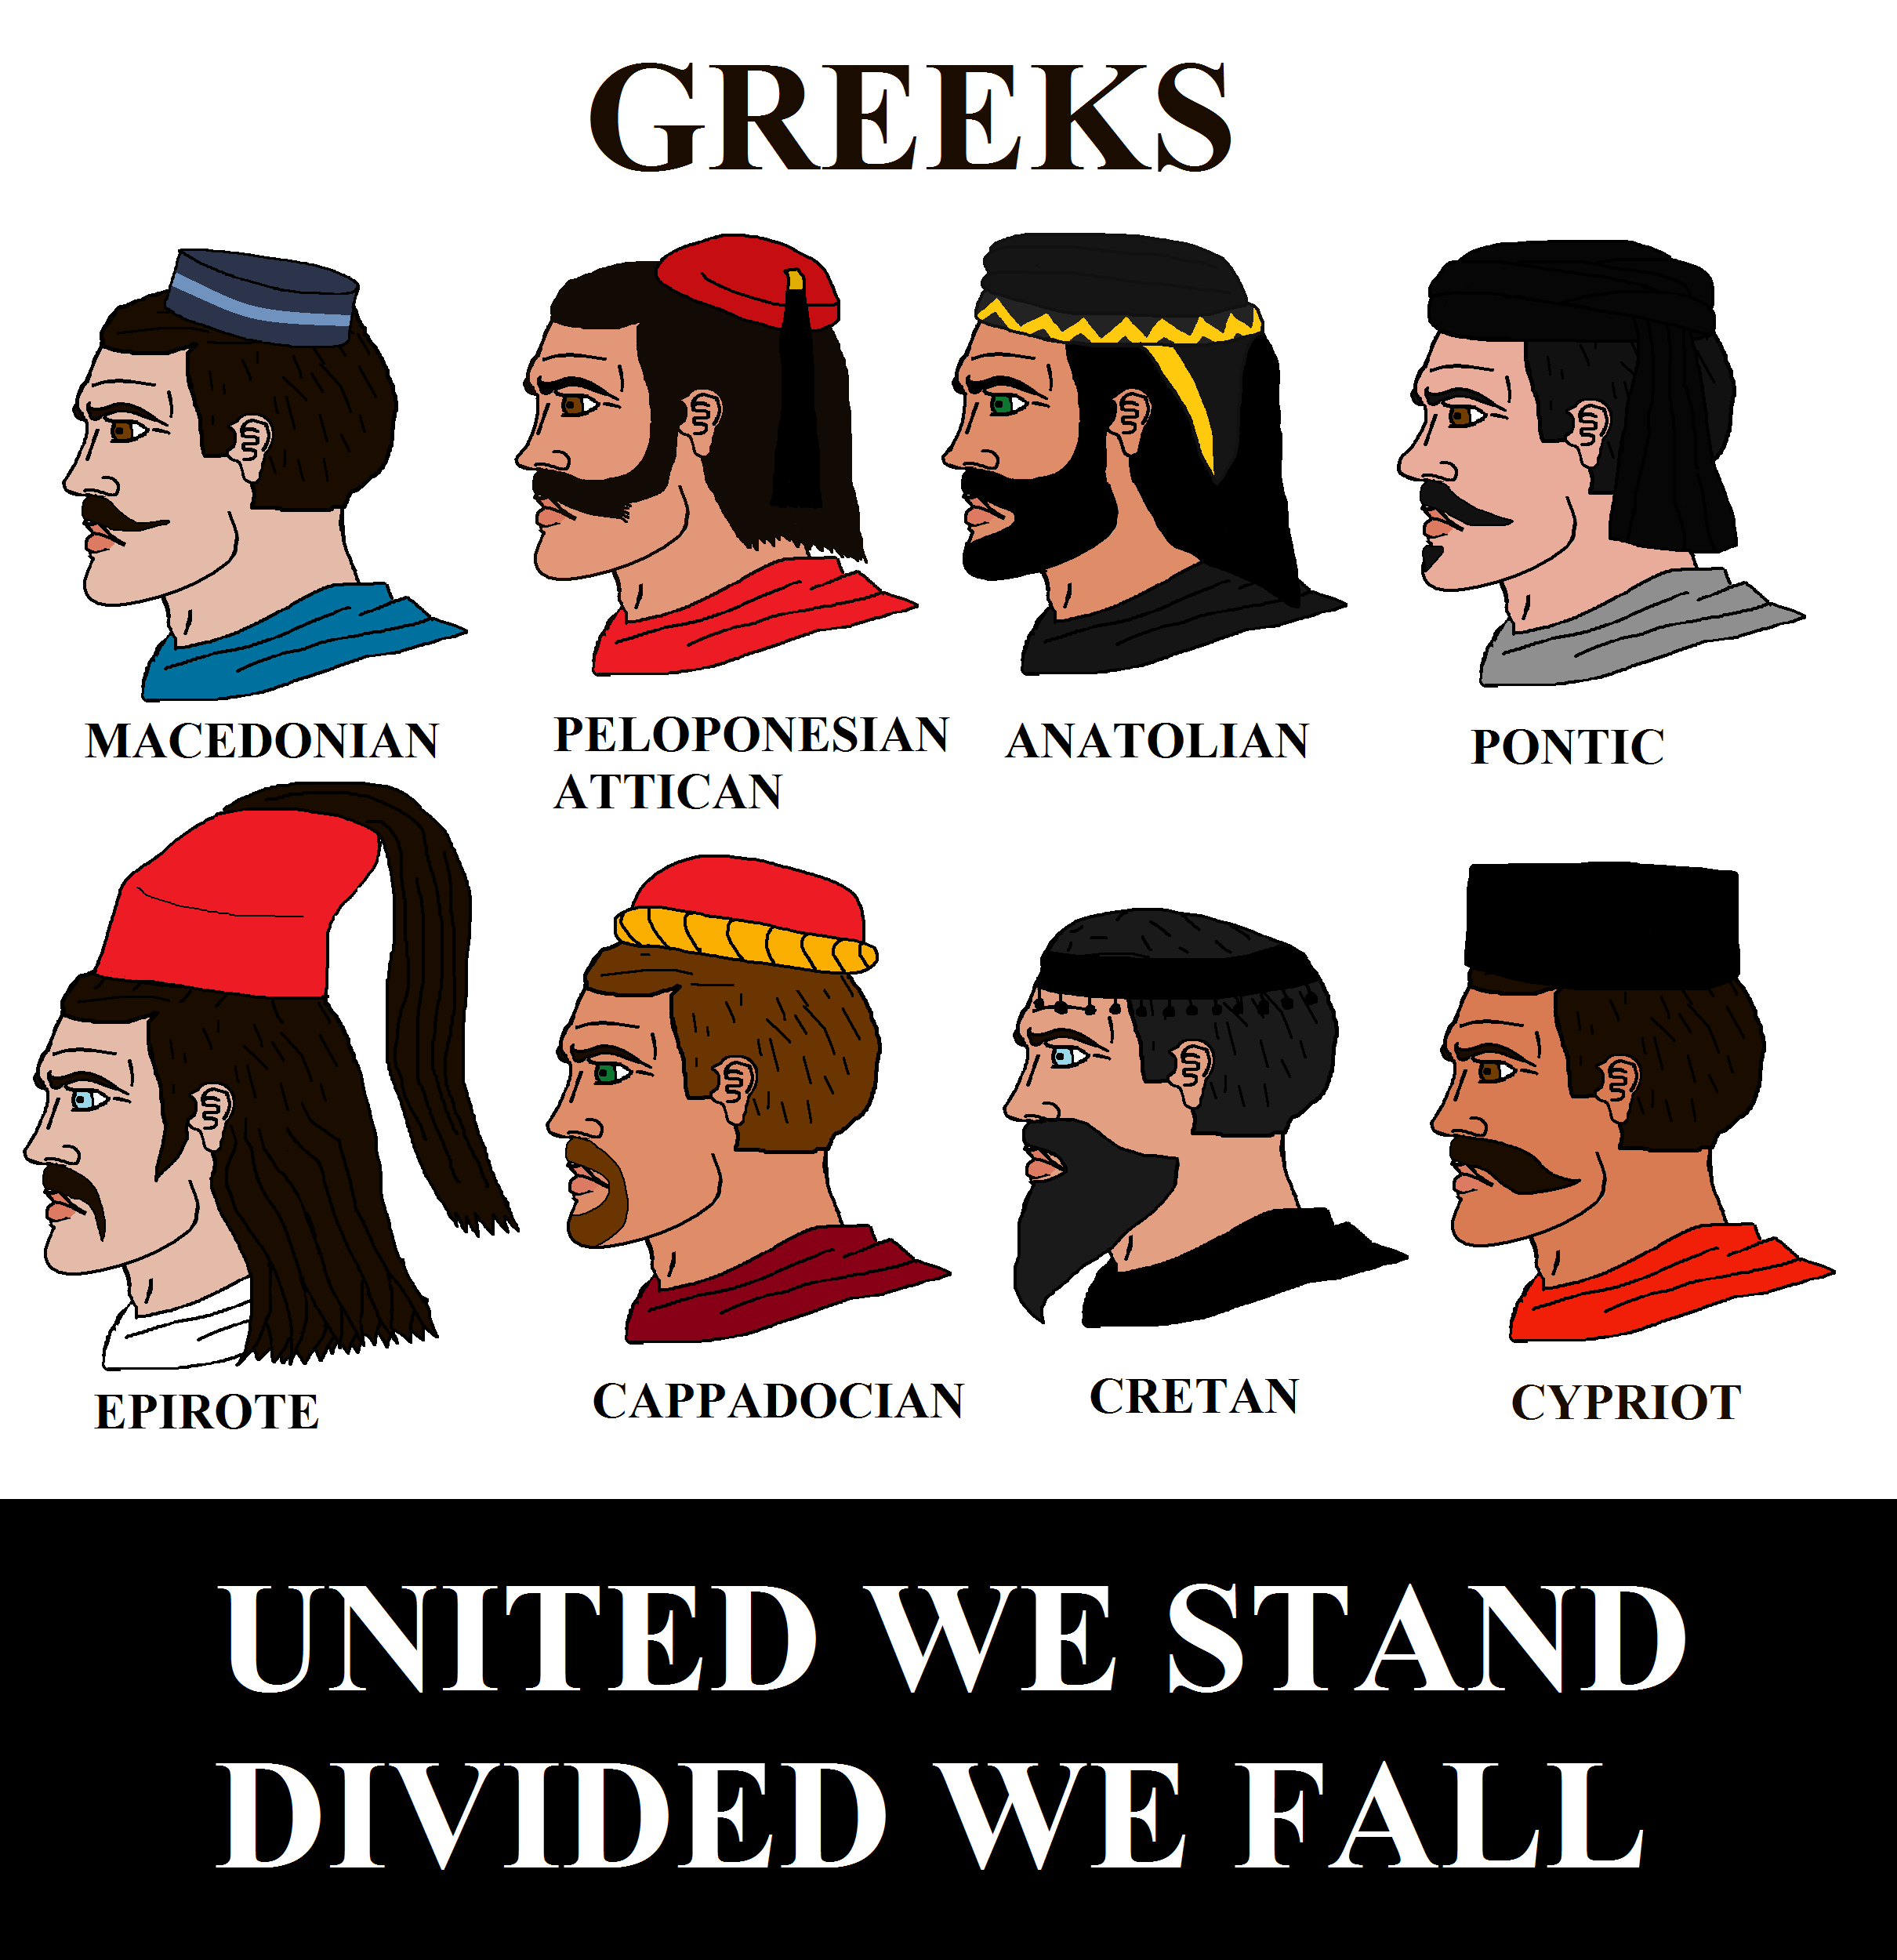 GREEKS
MACEDONIAN
PELOPONESIAN
ATTICAN
ANATOLIAN
PONTIC
EPIROTE
CAPPADOCIAN
CRETAN
CYPRIOT
UNITED WE STAND
DIVIDED WE FALL